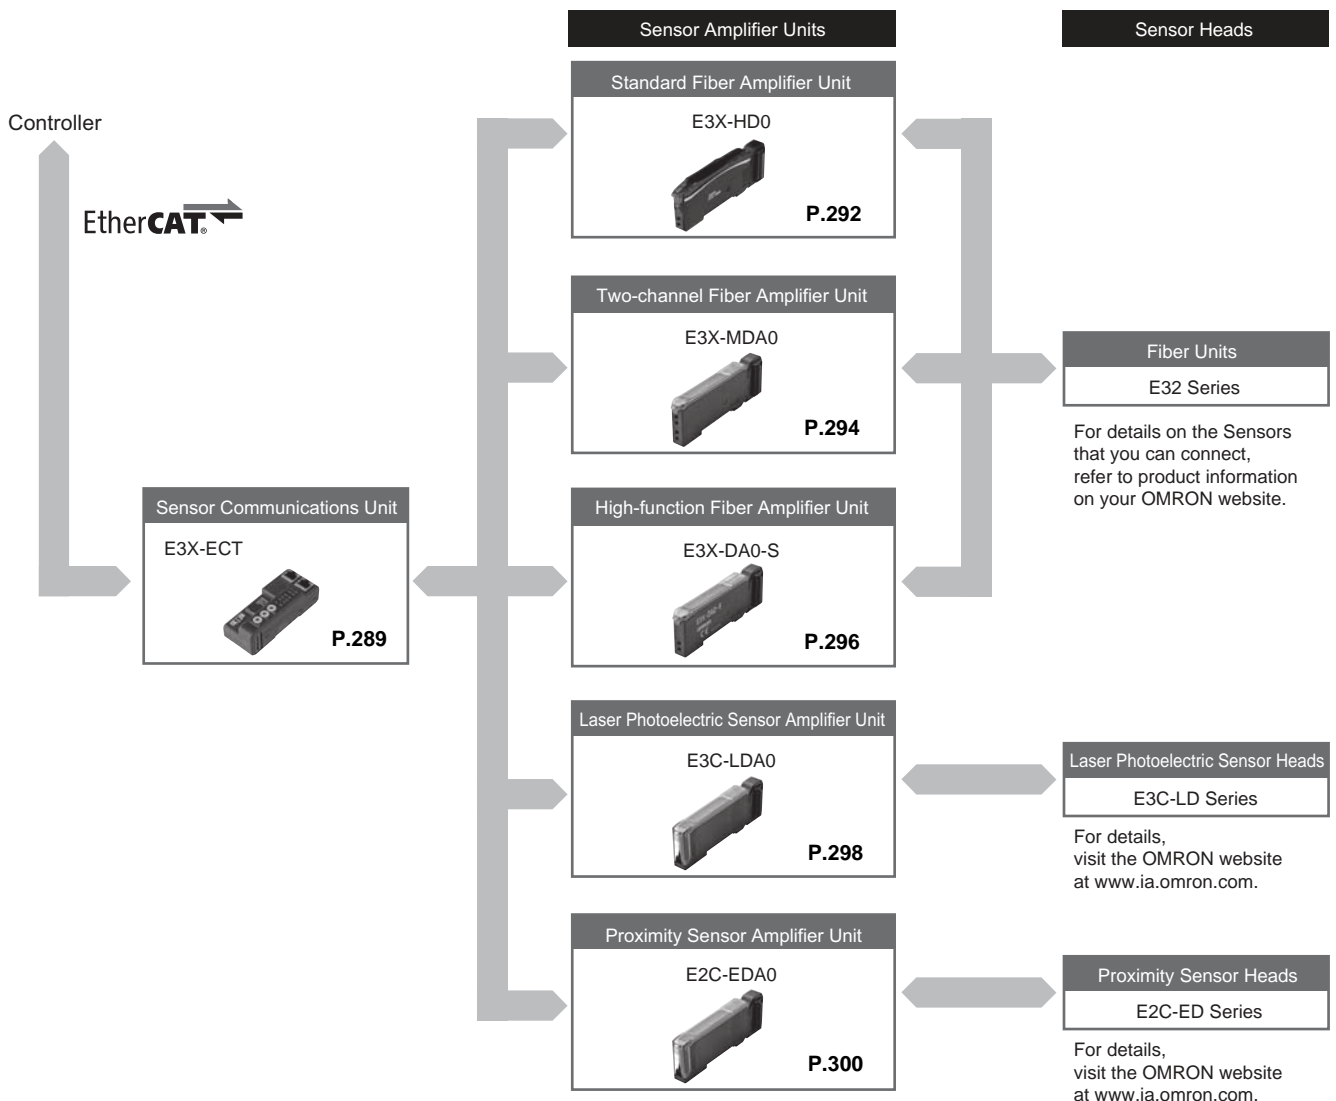 Sensor Amplifier Units
Sensor Heads
Controller
EtherCAT®
Sensor Communications Unit
E3X-ECT
P.289
Standard Fiber Amplifier Unit
E3X-HD0
P.292
Two-channel Fiber Amplifier Unit
E3X-MDA0
P.294
High-function Fiber Amplifier Unit
E3X-DA0-S
P.296
Laser Photoelectric Sensor Amplifier Unit
E3C-LDA0
P.298
Proximity Sensor Amplifier Unit
E2C-EDA0
P.300
Fiber Units
E32 Series
For details on the Sensors
that you can connect,
refer to product information
on your OMRON website.
Laser Photoelectric Sensor Heads
E3C-LD Series
For details,
visit the OMRON website
at www.ia.omron.com.
Proximity Sensor Heads
E2C-ED Series
For details,
visit the OMRON website
at www.ia.omron.com.